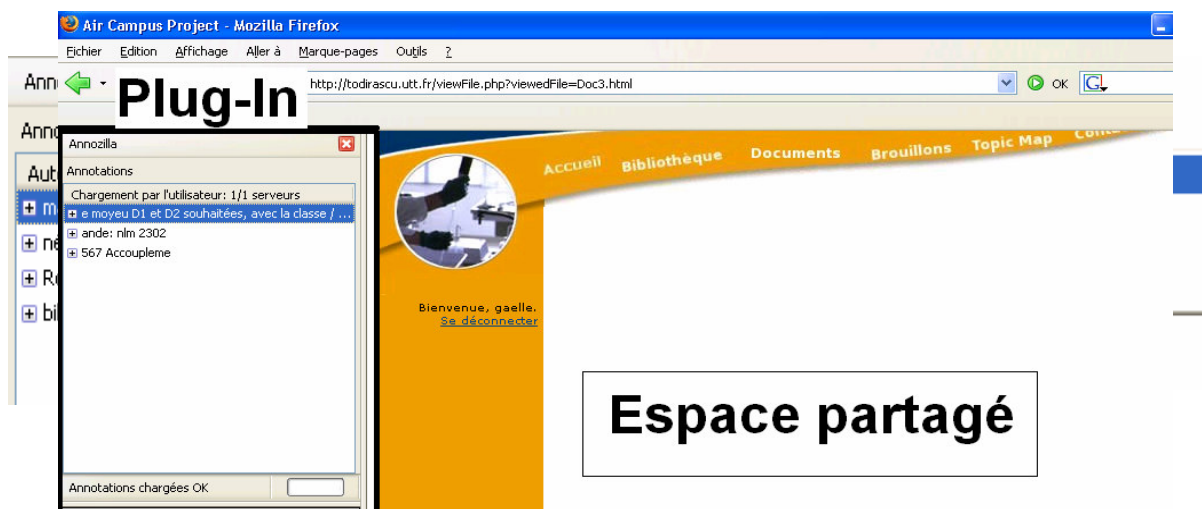 Air Campus Project - Mozilla Firefox
Fichier Edition Affichage Aller à Marque-pages Outils ?
Plug-In
http://todirascu.utt.fr/viewFile.php?viewedFile=Doc3.html
OK
Annozilla
Annotations
Chargement par l'utilisateur: 1/1 serveurs
e moyeu D1 et D2 souhaitées, avec la classe / ...
ande: nlm 2302
567 Accoupleme
Annotations chargées OK
Accueil Bibliothèque Documents Brouillons Topic Map
Bienvenue, gaelle.
Se déconnecter
Espace partagé